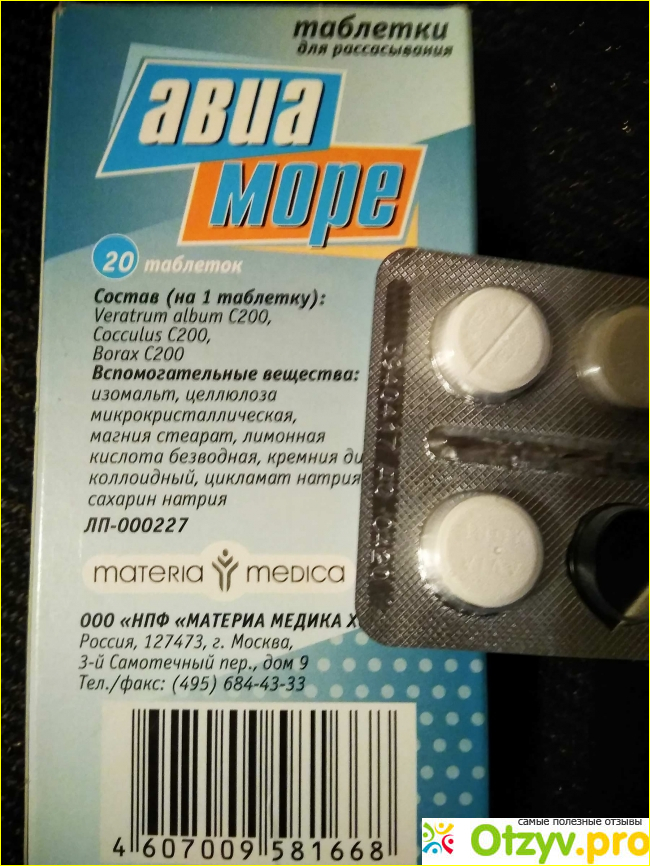 таблетки
для рассасывания
авиа
море
20 таблеток
Состав (на 1 таблетку):
Veratrum album C200,
Cocculus C200,
Borax C200
Вспомогательные вещества:
изомальт, целлюлоза
микрокристаллическая,
магния стеарат, лимонная
кислота безводная, кремния ди
коллоидный, цикламат натрия
сахарин натрия
ЛП-000227
materia medica
ООО «НПФ «МАТЕРИА МЕДИКА Х
Россия, 127473, г. Москва,
3-й Самотечный пер., дом 9
Тел./факс: (495) 684-43-33
4 607009 581668
самые полезные отзывы
Otzyv.pro